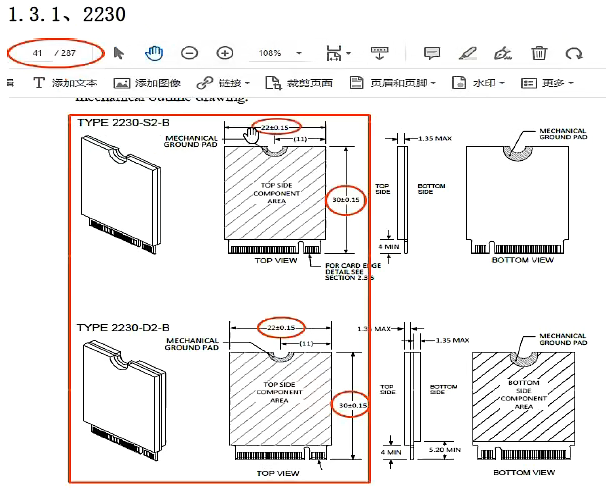 1.3.1、2230
41 / 287
108%
T 添加文本 添加图像 链接 裁剪页面 页眉和页脚 水印 更多
mechanical outline drawing.
TYPE 2230-S2-B
MECHANICAL
GROUND PAD
22±0.15
(11)
TOP SIDE
COMPONENT
AREA
30±0.15
TOP VIEW
FOR CARD EDGE
DETAIL SEE
SECTION 2.3.5
1.35 MAX
TOP
SIDE
BOTTOM
SIDE
4 MIN
MECHANICAL
GROUND PAD
BOTTOM VIEW
TYPE 2230-D2-B
MECHANICAL
GROUND PAD
22±0.15
(11)
TOP SIDE
COMPONENT
AREA
30±0.15
TOP VIEW
1.35 MAX
1.35 MAX
TOP
SIDE
BOTTOM
SIDE
4 MIN
5.20 MIN
MECHANICAL
GROUND PAD
BOTTOM
SIDE
COMPONENT
AREA
BOTTOM VIEW